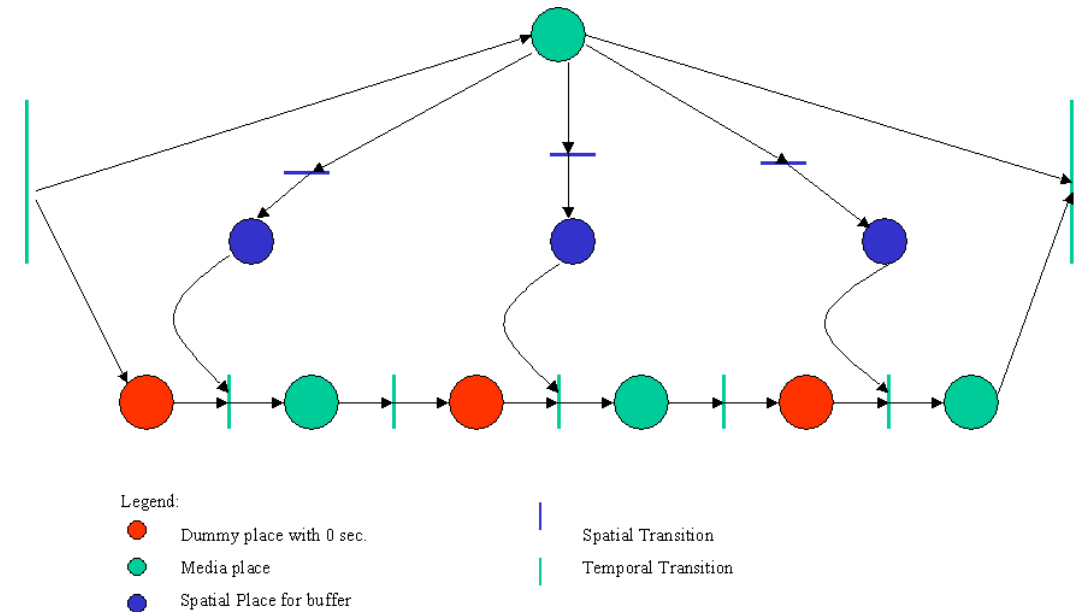 Legend:
Dummy place with 0 sec.
Media place
Spatial Place for buffer
Spatial Transition
Temporal Transition